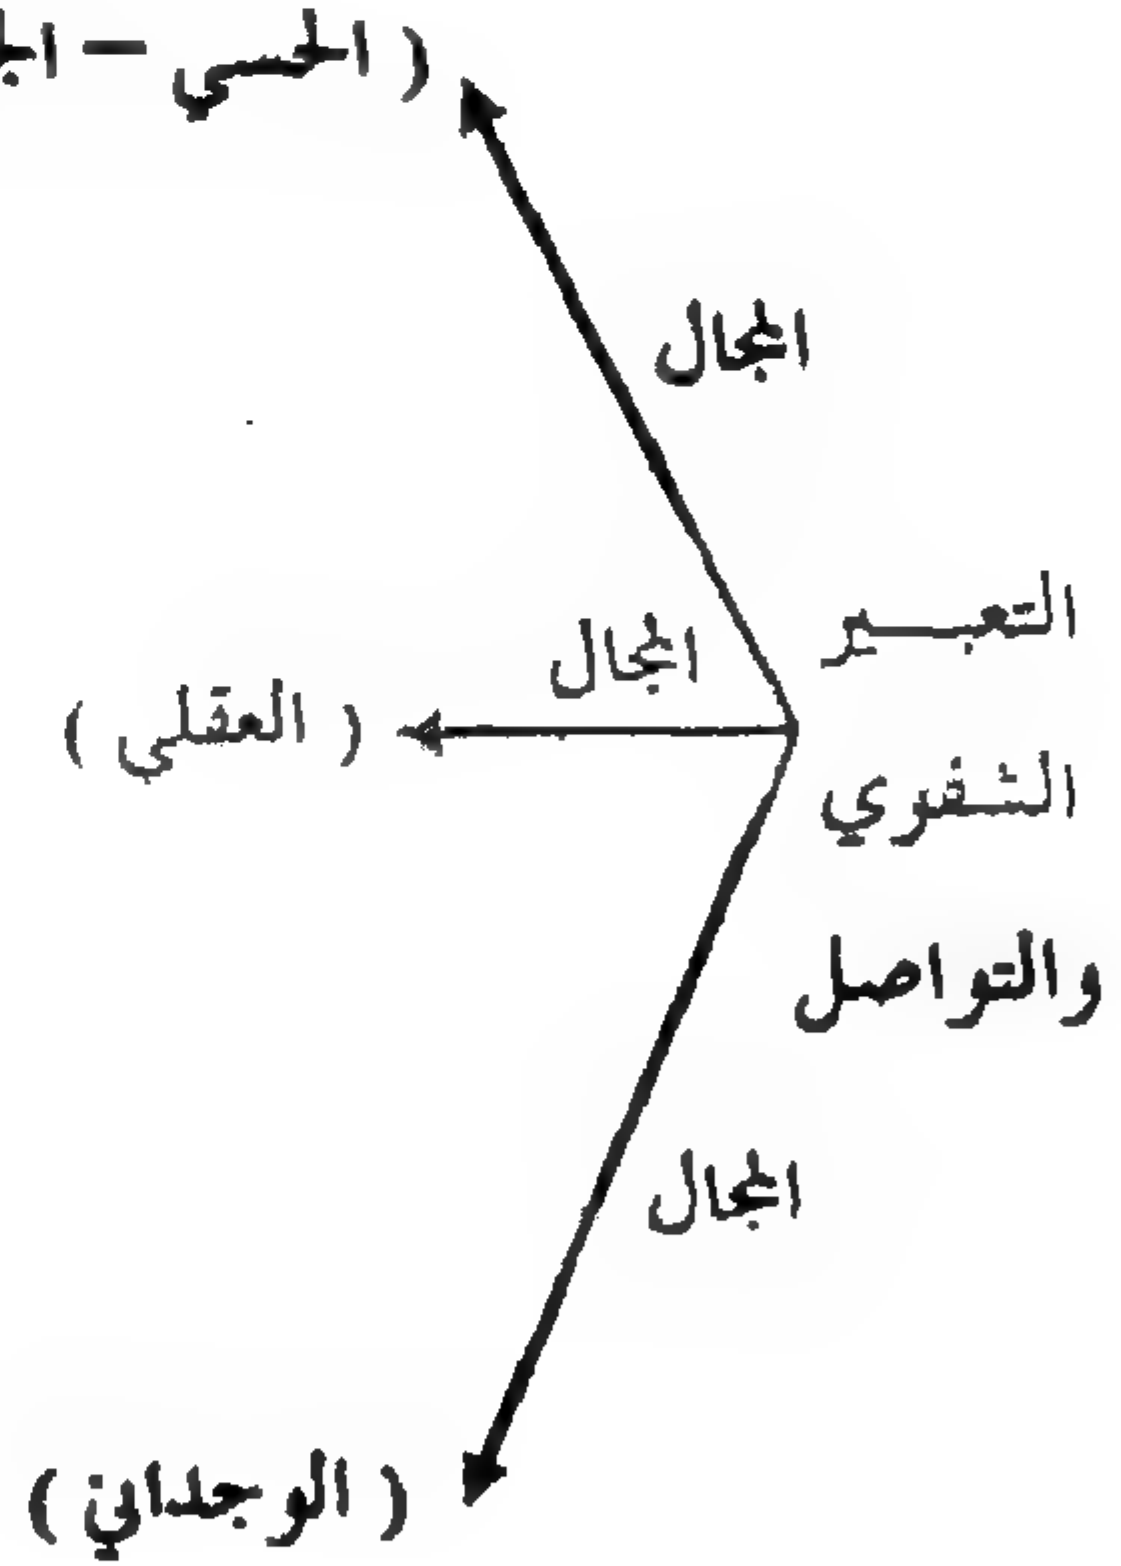 ( الحسي –
المجال
التعبير
المجال
( العقلي )
الشفوي
والتواصل
المجال
( الوجداني )